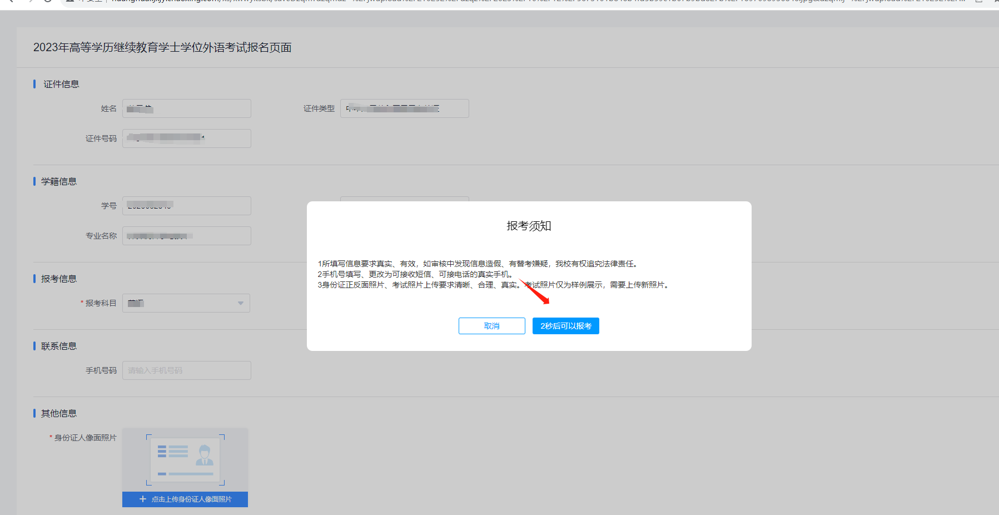 2023年高等学历继续教育学士学位外语考试报名页面
证件信息
姓名
证件类型
证件号码
学籍信息
学号
专业名称
报考信息
* 报考科目
联系信息
手机号码 请输入手机号码
其他信息
* 身份证人像面照片
点击上传身份证人像面照片
报考须知
1所填写信息要求真实、有效，如审核中发现信息造假、有替考嫌疑，我校有权追究法律责任。
2手机号填写、更改为可接收短信、可接电话的真实手机。
3身份证正反面照片、考试照片上传要求清晰、合理、真实。考试照片仅为样例展示，需要上传新照片。
取消 2秒后可以报考